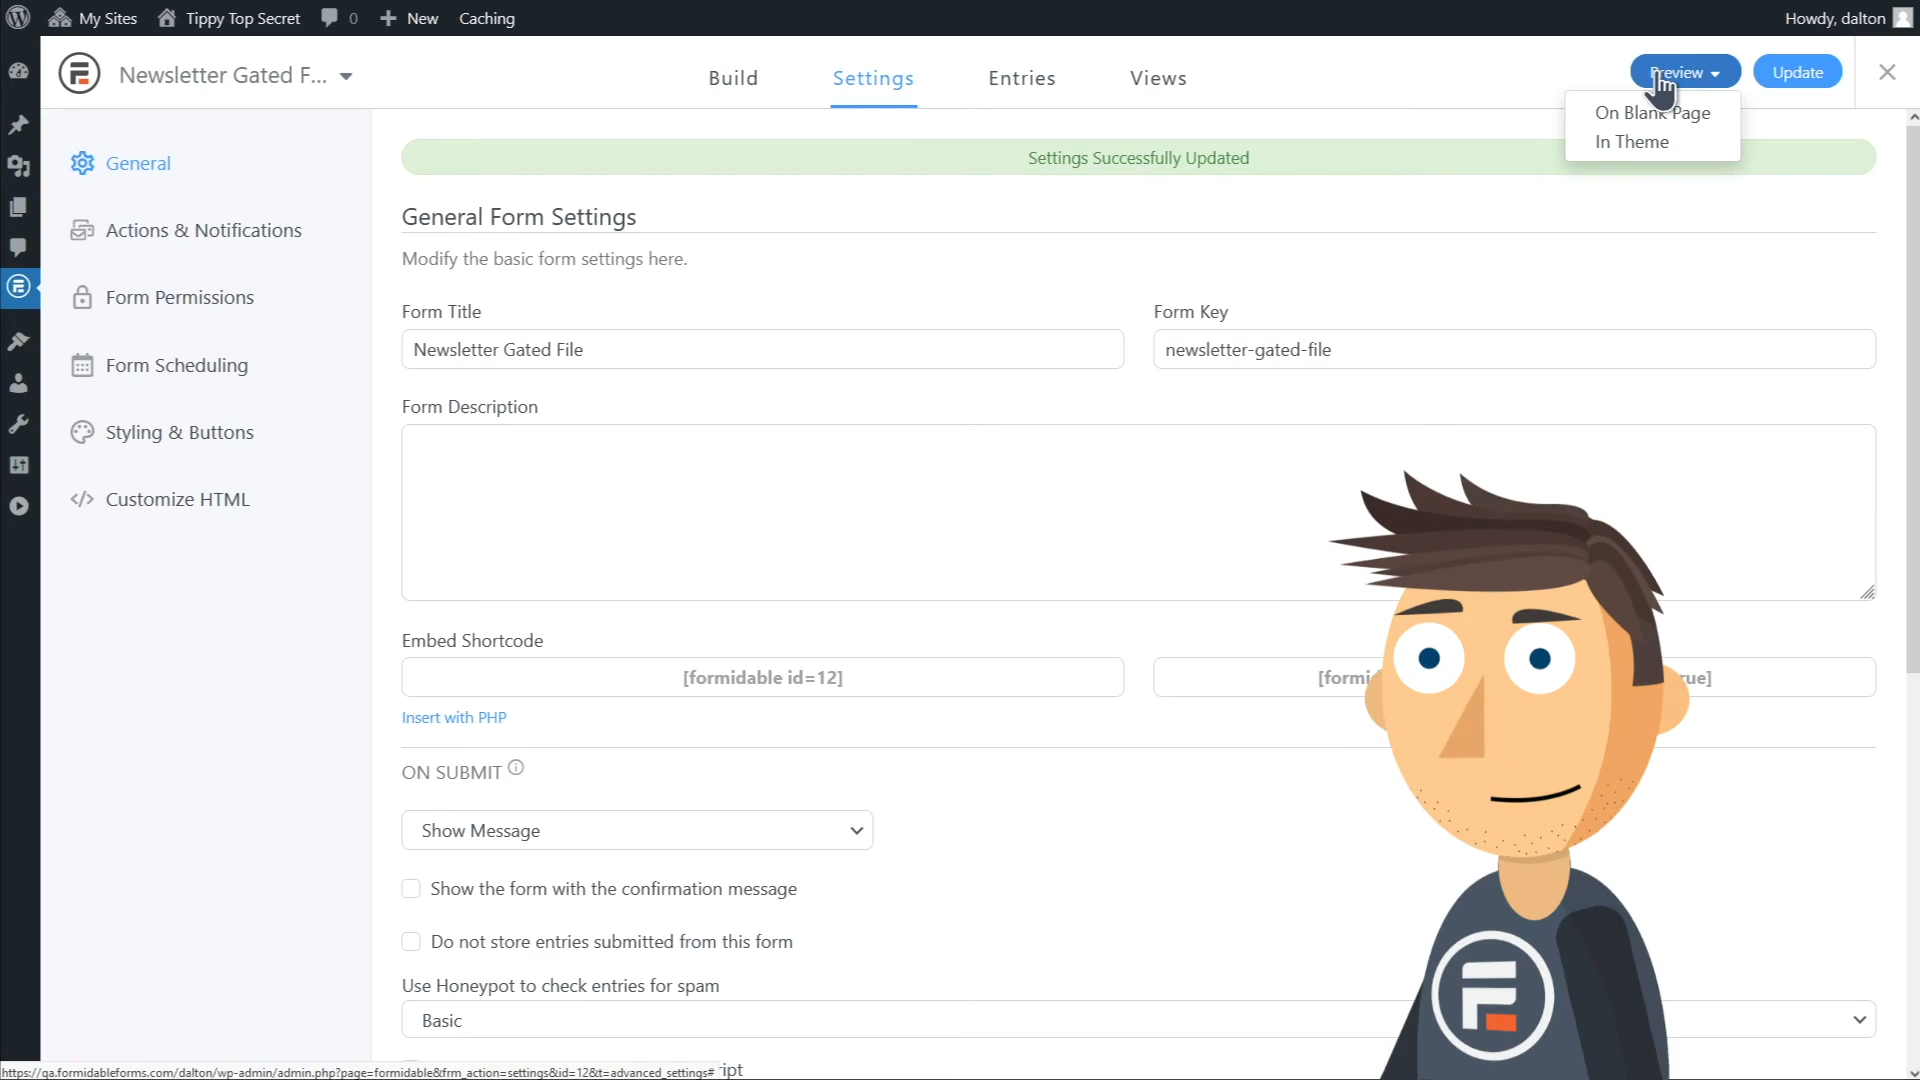 My Sites Tippy Top Secret 0 New Caching Howdy, dalton
Newsletter Gated F... Build Settings Entries Views Preview Update
On Blank Page
In Theme
General
Actions & Notifications
Form Permissions
Form Scheduling
Styling & Buttons
Customize HTML
Settings Successfully Updated
General Form Settings
Modify the basic form settings here.
Form Title Form Key
Newsletter Gated File newsletter-gated-file
Form Description
Embed Shortcode
[formidable id=12] [formi rue]
Insert with PHP
ON SUBMIT
Show Message
Show the form with the confirmation message
Do not store entries submitted from this form
Use Honeypot to check entries for spam
Basic
ript
https://qa.formidableforms.com/dalton/wp-admin/admin.php?page=formidable&frm_action=settings&id=12&t=advanced_settings#